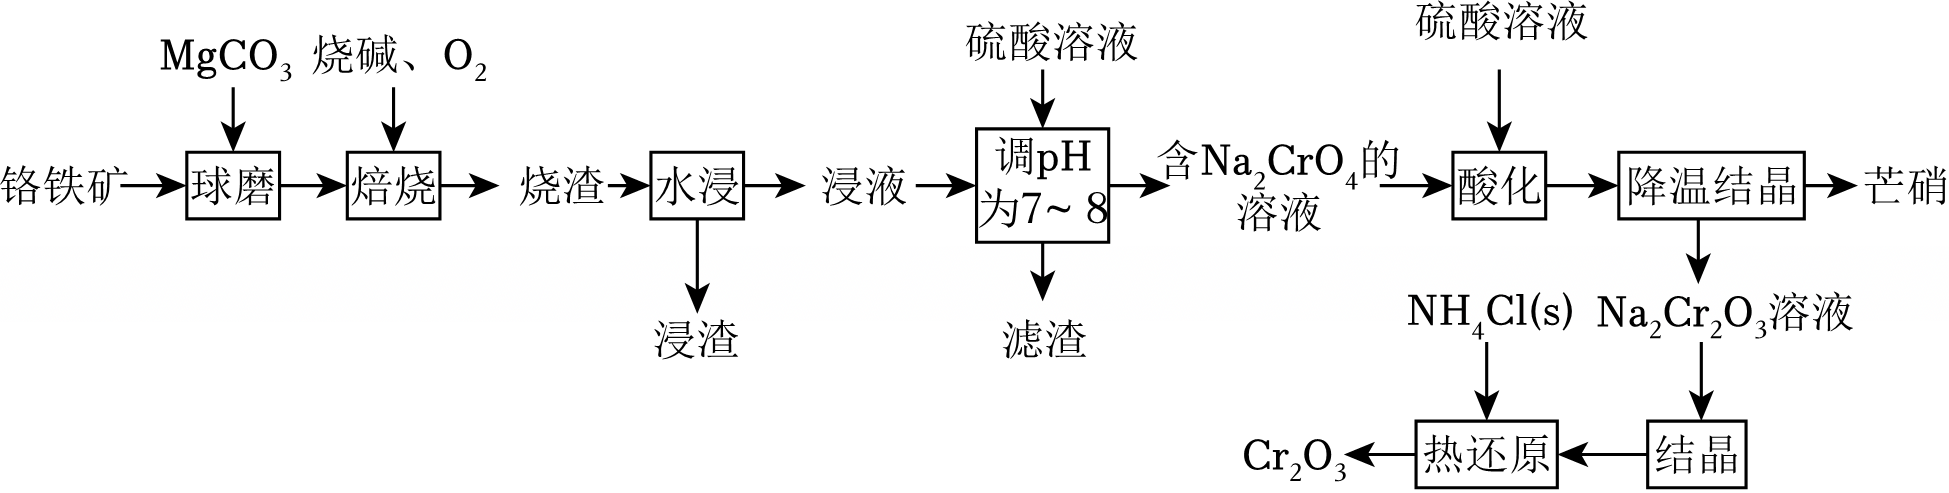 MgCO₃ 烧碱、O₂
硫酸溶液
硫酸溶液
铬铁矿
球磨
焙烧
烧渣
水浸
浸液
调pH
为7~ 8
含Na₂CrO₄的
溶液
酸化
降温结晶
芒硝
浸渣
滤渣
NH₄Cl(s)
Na₂Cr₂O₃溶液
Cr₂O₃
热还原
结晶